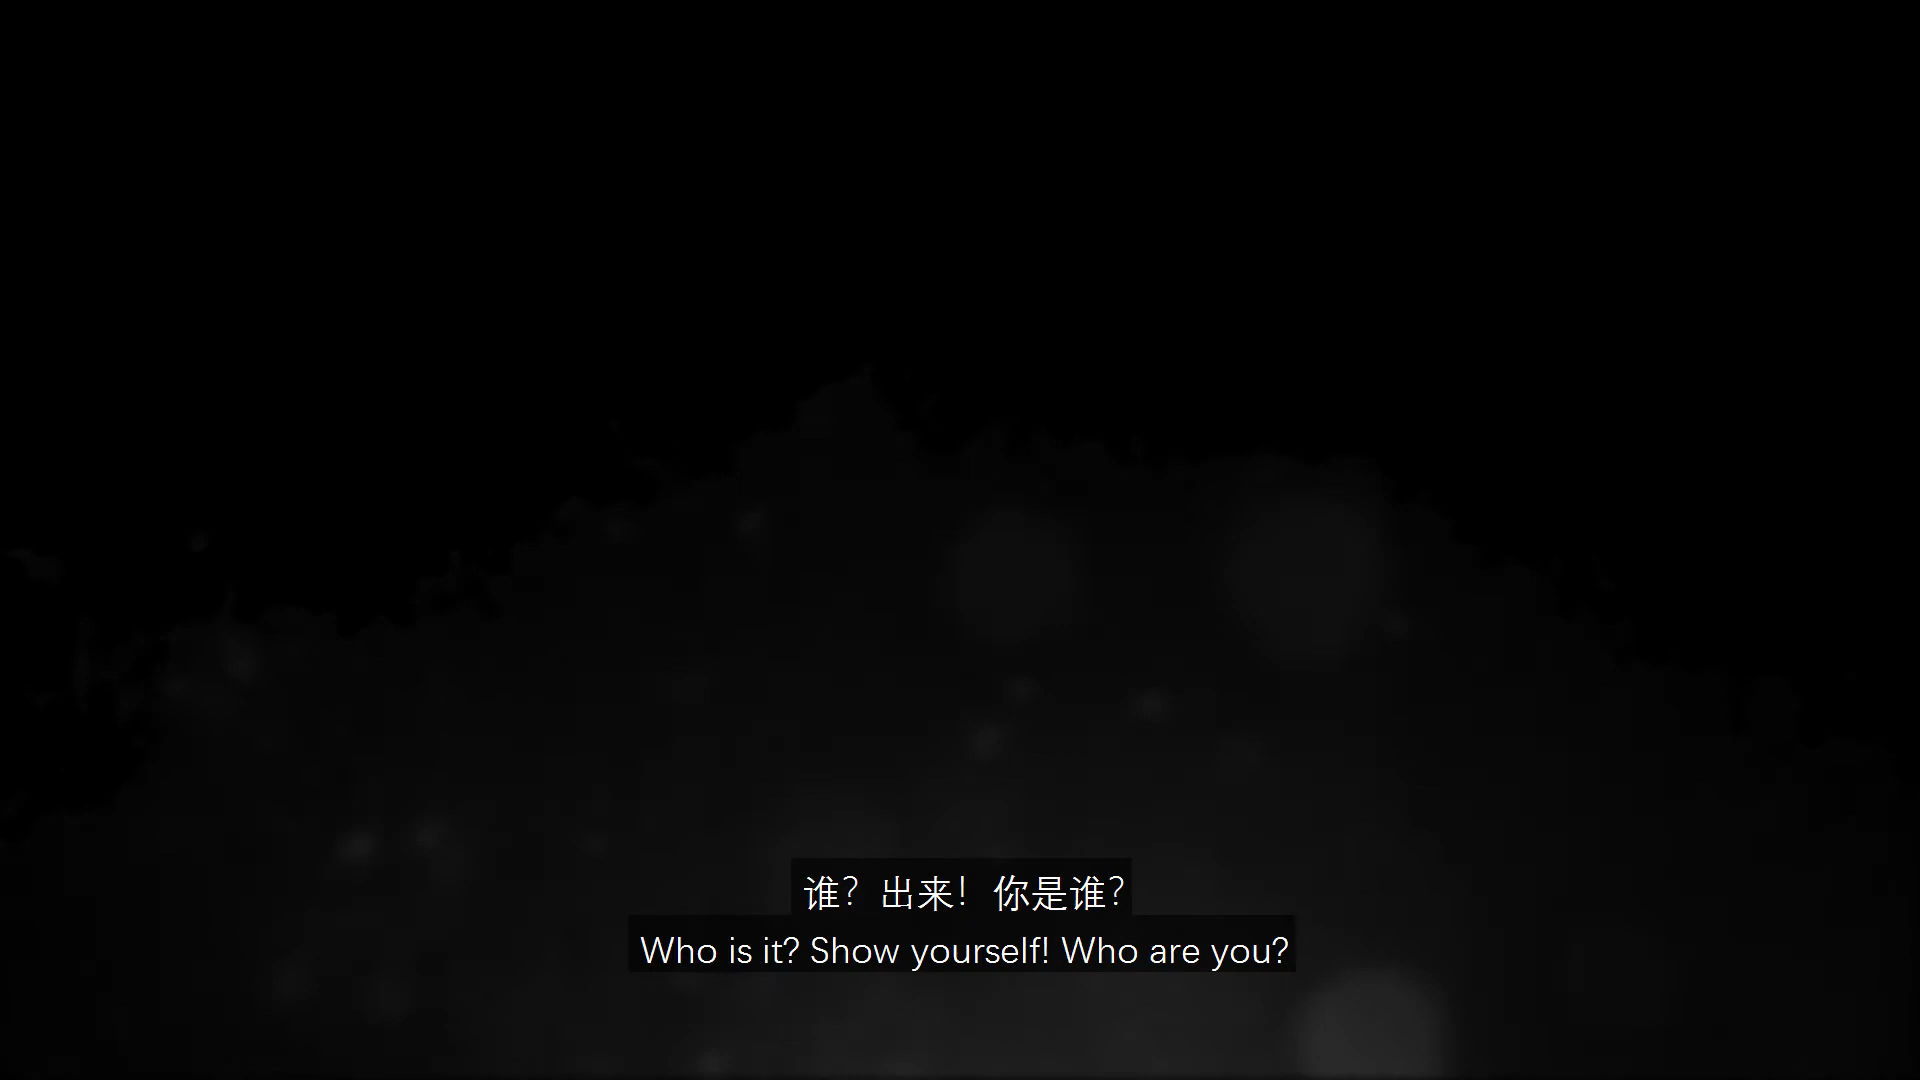 谁？出来！你是谁？
Who is it? Show yourself! Who are you?